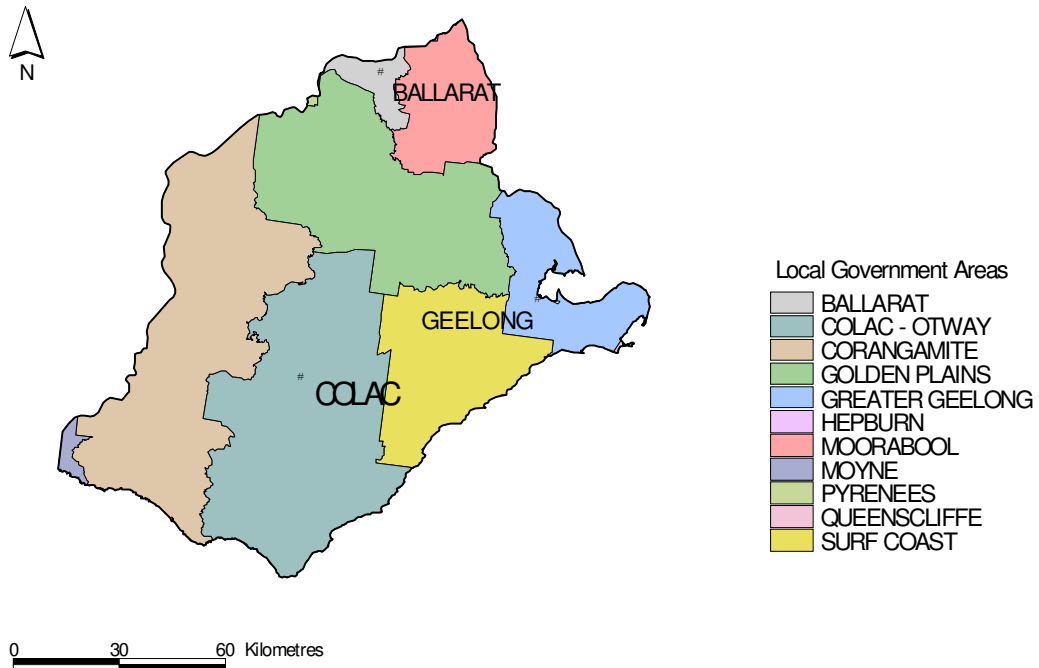 N
BALLARAT
GEELONG
COLAC
Local Government Areas
BALLARAT
COLAC - OTWAY
CORANGAMITE
GOLDEN PLAINS
GREATER GEELONG
HEPBURN
MOORABOOL
MOYNE
PYRENEES
QUEENSCLIFFE
SURF COAST
0 30 60 Kilometres